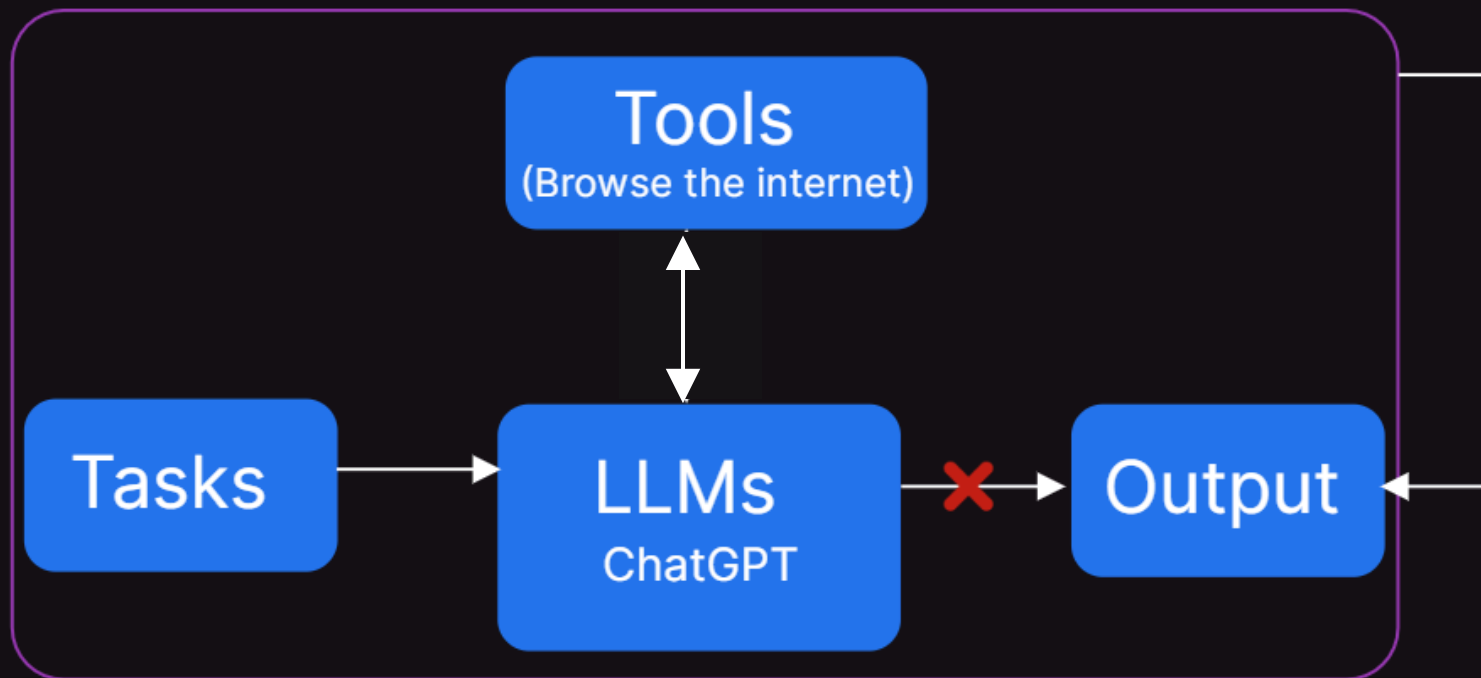 Tools
(Browse the internet)
Tasks
LLMs
ChatGPT
Output